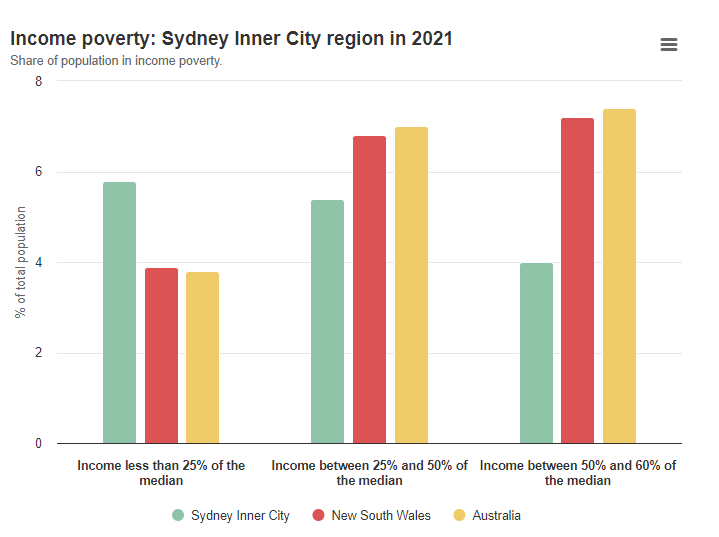 Income poverty: Sydney Inner City region in 2021
Share of population in income poverty.
% of total population
8
6
4
2
0
Income less than 25% of the
median
Income between 25% and 50% of
the median
Income between 50% and 60% of
the median
Sydney Inner City
New South Wales
Australia